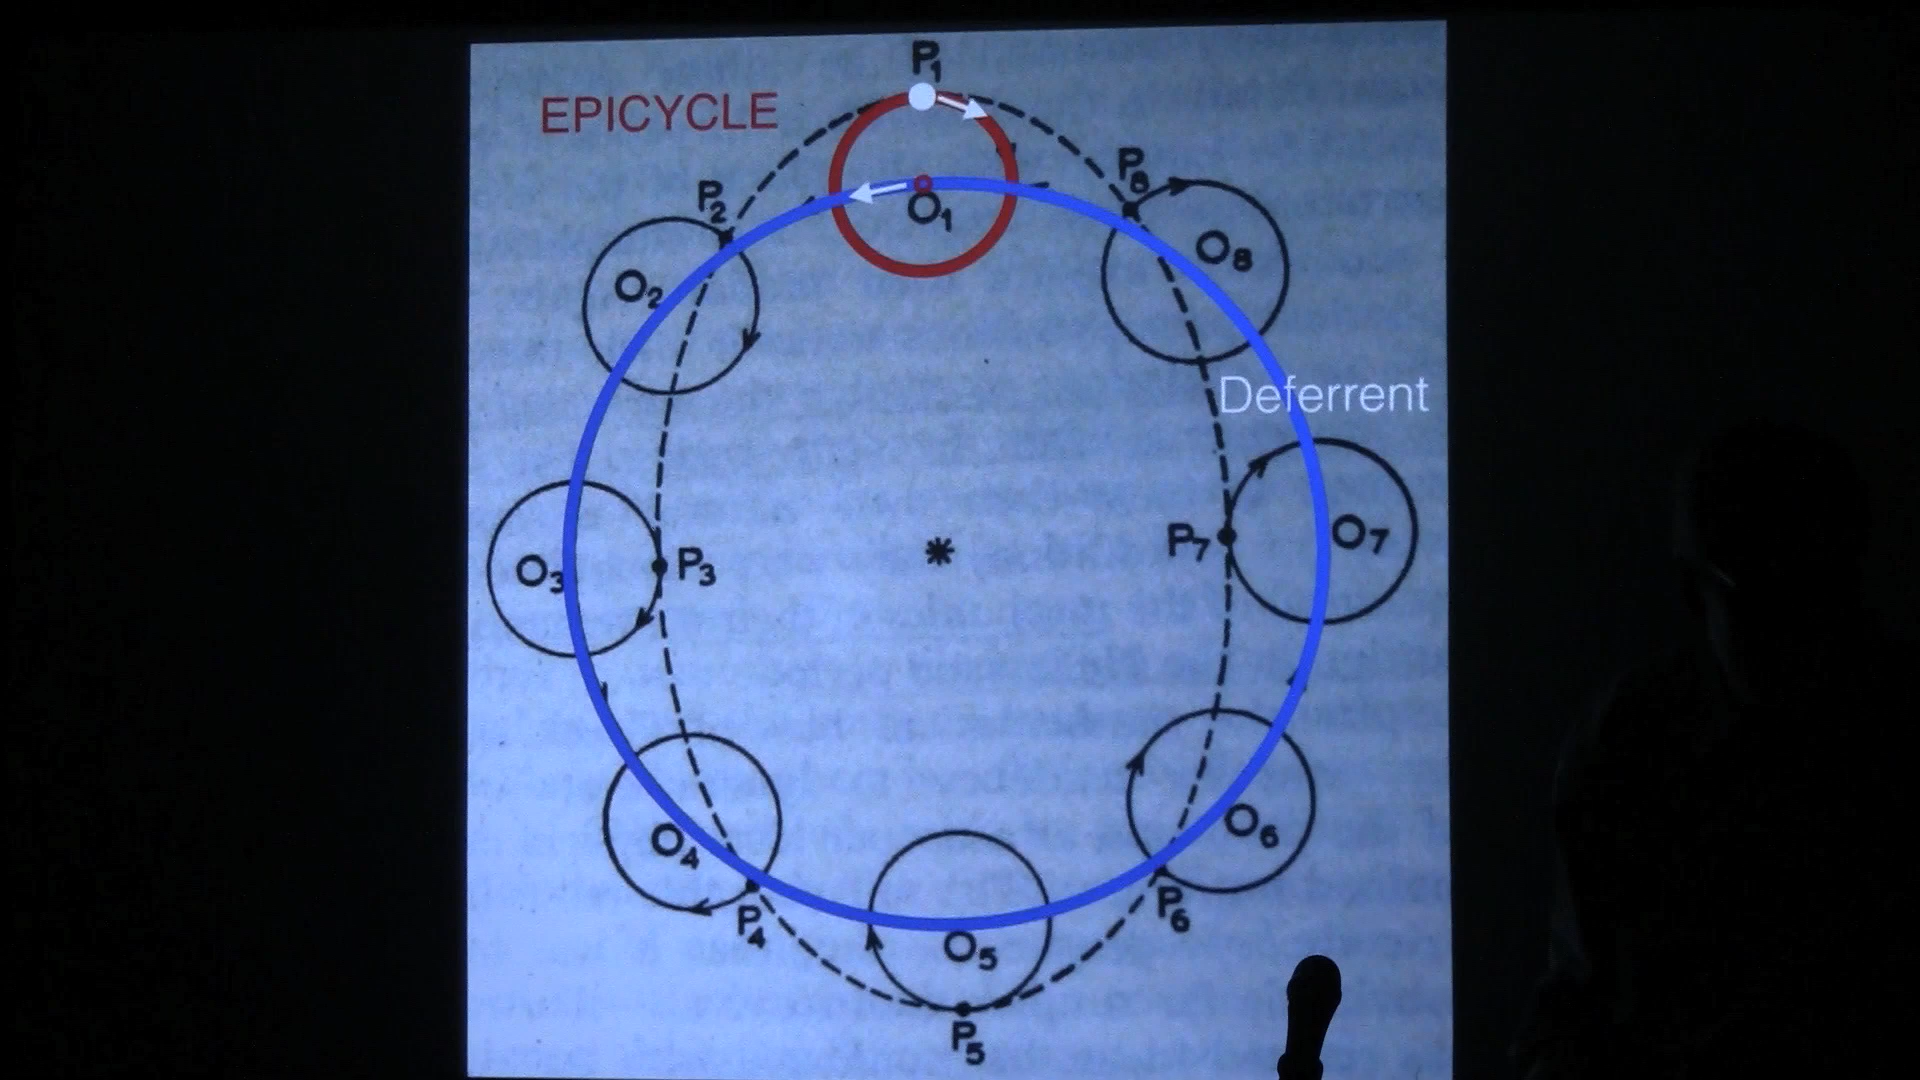 P₁
EPICYCLE
P₂
P₈
O₁
O₈
O₂
Deferrent
O₃
P₃
P₇
O₇
O₄
O₆
P₄
P₆
O₅
P₅